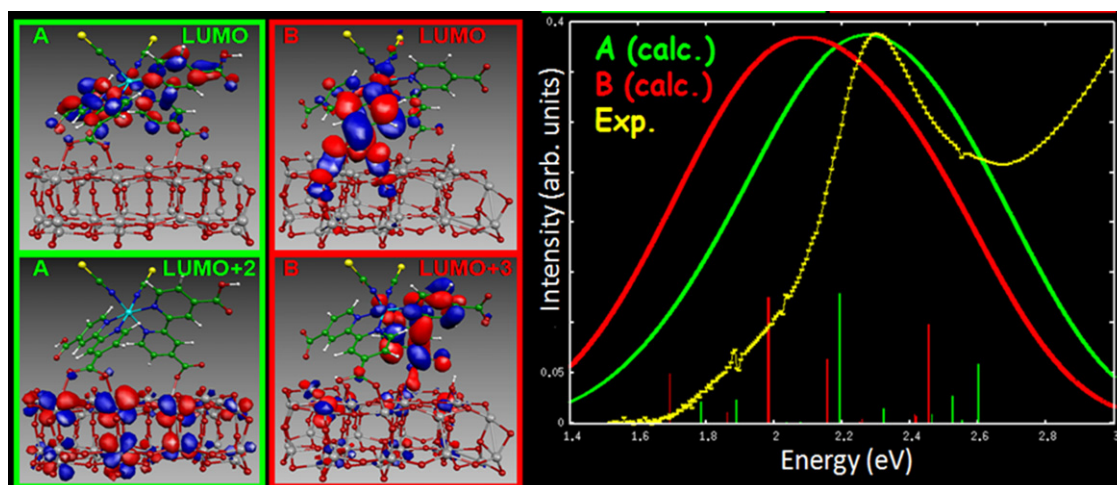 A LUMO
B LUMO
A LUMO+2
B LUMO+3
0.4
A (calc.)
B (calc.)
Exp.
Intensity (arb. units)
0.05
0
1.4 1.6 1.8 2 2.2 2.4 2.6 2.8 3
Energy (eV)